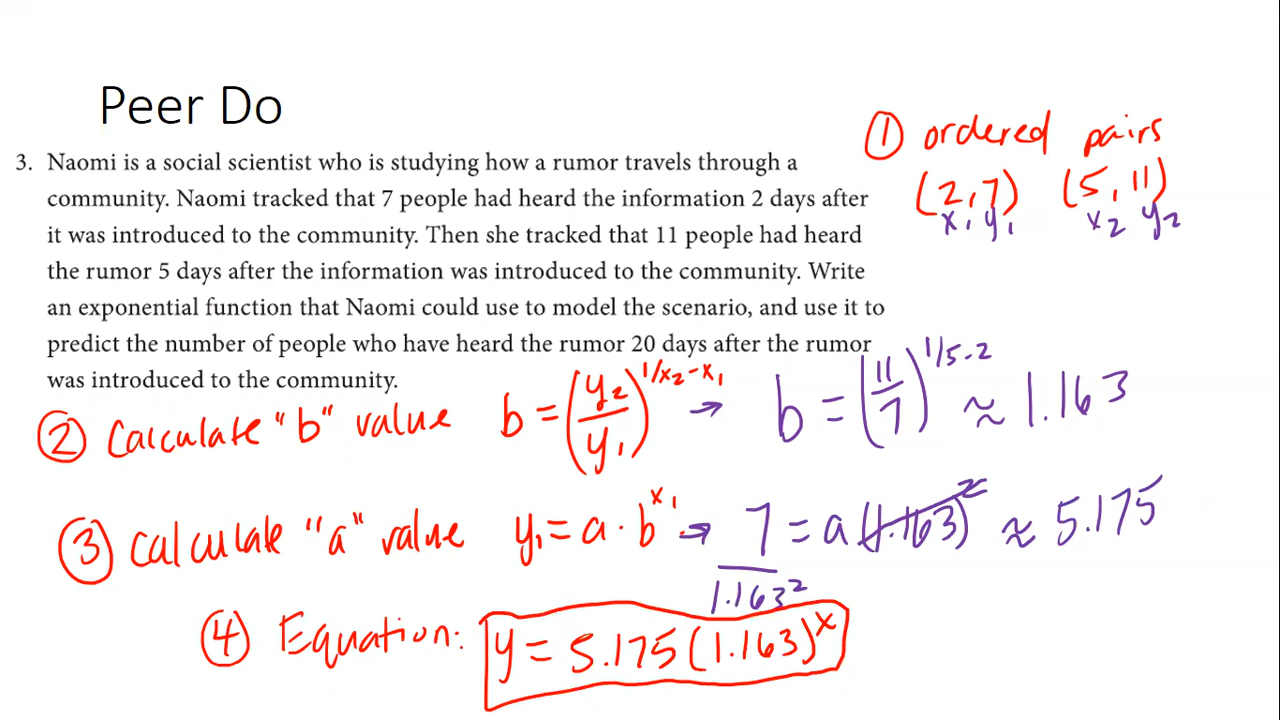 Peer Do
① ordered pairs
(2,7) (5,11)
x₁ y₁ x₂ y₂
3. Naomi is a social scientist who is studying how a rumor travels through a
community. Naomi tracked that 7 people had heard the information 2 days after
it was introduced to the community. Then she tracked that 11 people had heard
the rumor 5 days after the information was introduced to the community. Write
an exponential function that Naomi could use to model the scenario, and use it to
predict the number of people who have heard the rumor 20 days after the rumor
was introduced to the community.
② Calculate "b" value b = (y₂/y₁)^1/x₂-x₁ → b = (11/7)^1/5-2 ≈ 1.163
③ calculate "a" value y₁ = a · b^x₁ → 7 = a(1.163)² ≈ 5.175
1.163²
④ Equation: y = 5.175(1.163)^x